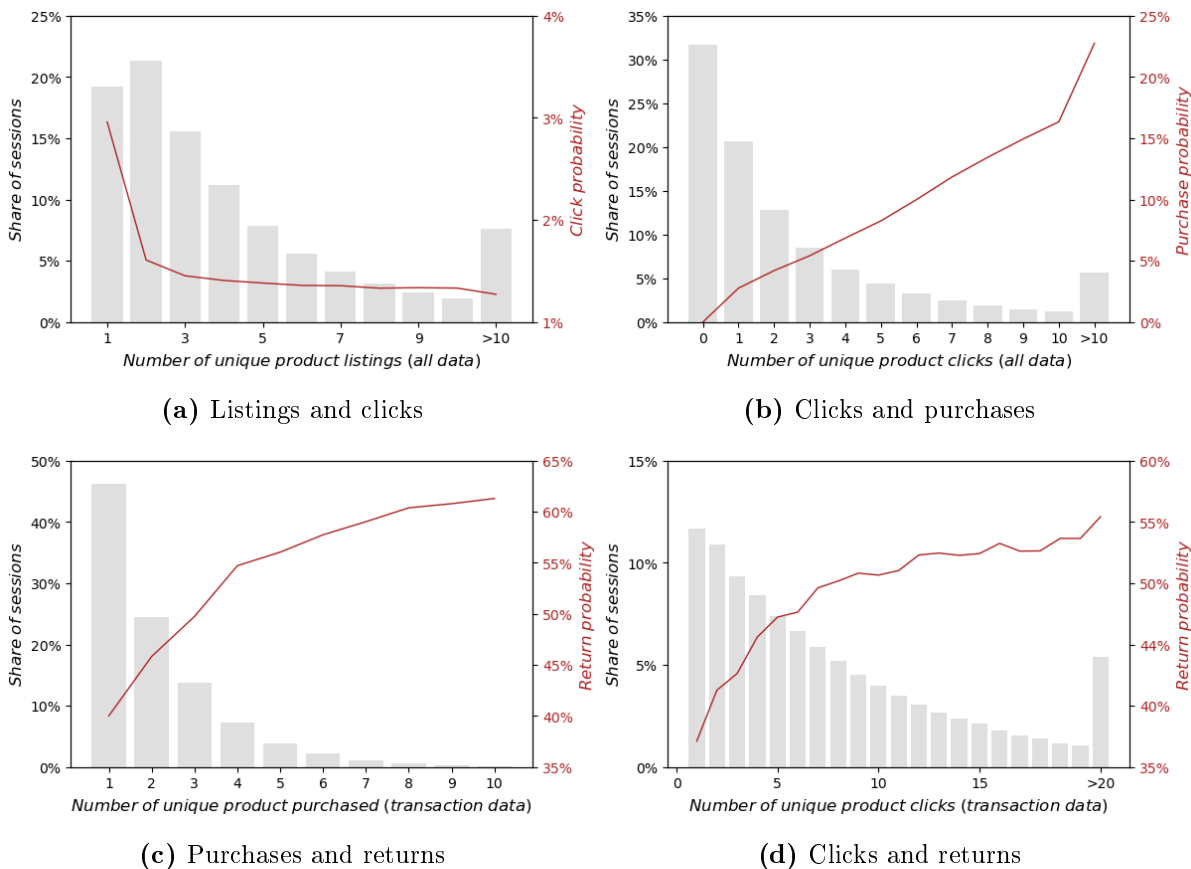 25%
20%
15%
10%
5%
0%
Share of sessions
4%
3%
2%
1%
Click probability
1 3 5 7 9 >10
Number of unique product listings (all data)
(a) Listings and clicks
35%
30%
25%
20%
15%
10%
5%
0%
Share of sessions
25%
20%
15%
10%
5%
0%
Purchase probability
0 1 2 3 4 5 6 7 8 9 10 >10
Number of unique product clicks (all data)
(b) Clicks and purchases
50%
40%
30%
20%
10%
0%
Share of sessions
65%
60%
55%
50%
45%
40%
35%
Return probability
1 2 3 4 5 6 7 8 9 10
Number of unique product purchased (transaction data)
(c) Purchases and returns
15%
10%
5%
0%
Share of sessions
60%
55%
50%
44%
40%
35%
Return probability
0 5 10 15 >20
Number of unique product clicks (transaction data)
(d) Clicks and returns